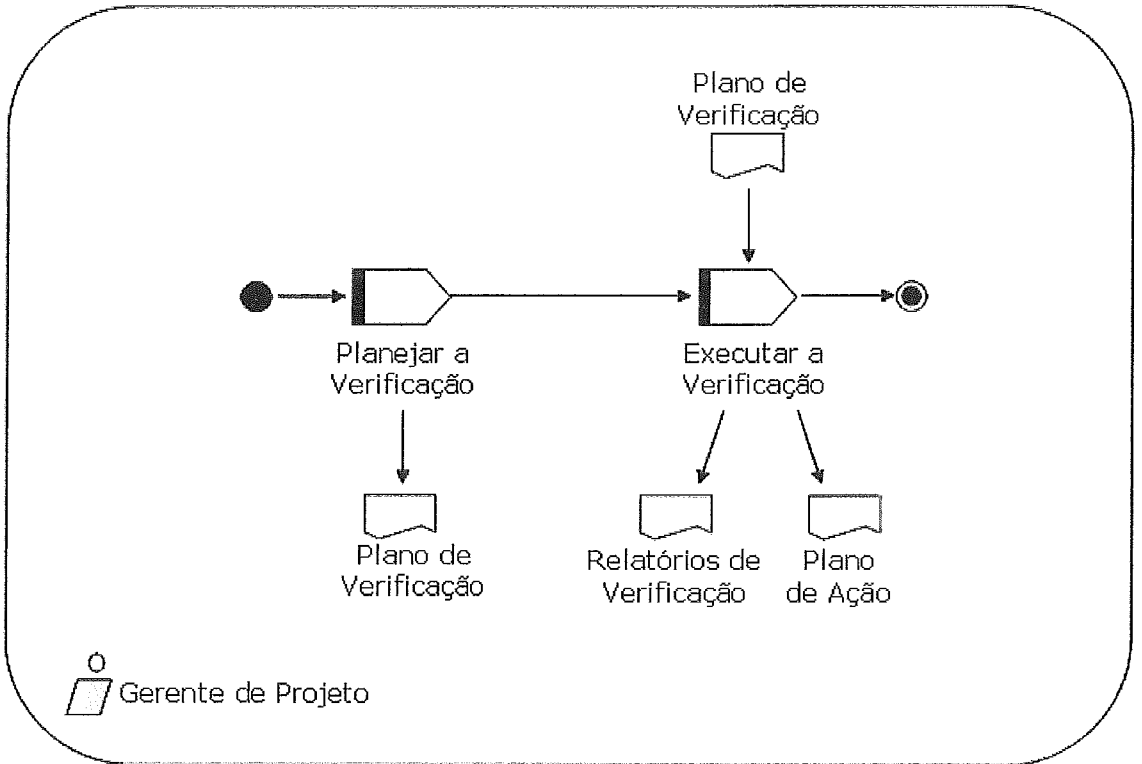 Plano de
Verificação
Planejar a
Verificação
Executar a
Verificação
Plano de
Verificação
Relatórios de
Verificação
Plano
de Ação
Gerente de Projeto